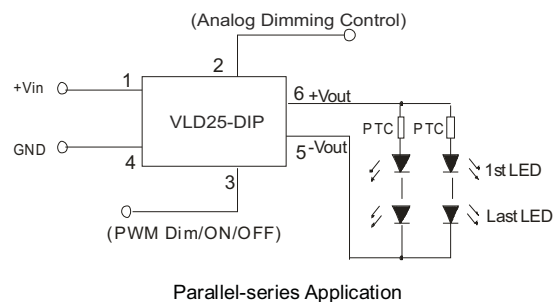 (Analog Dimming Control)
2
+Vin
1
6 +Vout
VLD25-DIP
PTC PTC
GND
4
5 -Vout
1st LED
3
Last LED
(PWM Dim/ON/OFF)
Parallel-series Application